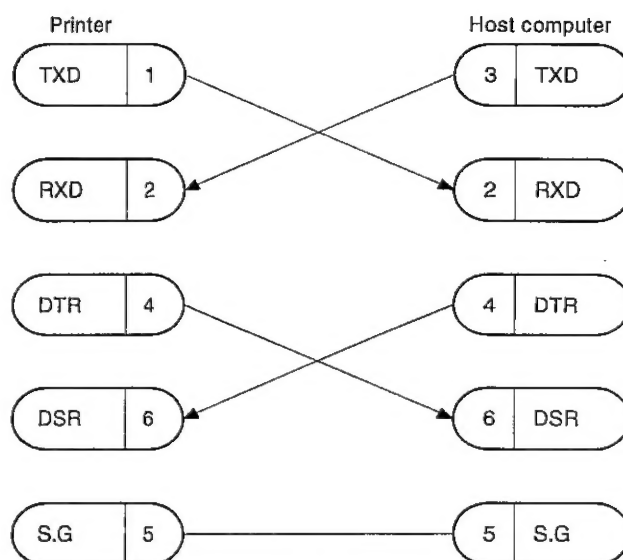 Printer Host computer
TXD 1 3 TXD
RXD 2 2 RXD
DTR 4 4 DTR
DSR 6 6 DSR
S.G 5 5 S.G